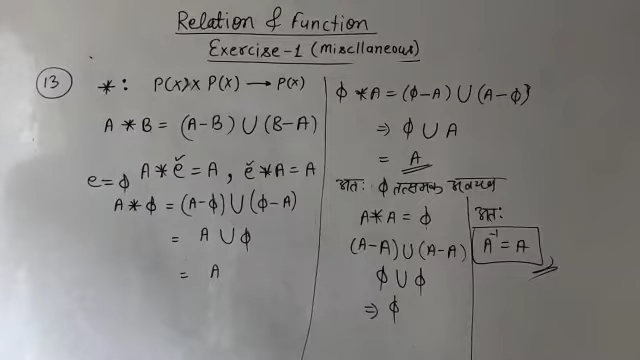 Relation & Function
Exercise-1 (miscllaneous)
13
*: P(X)×P(X) → P(X)
A * B = (A-B) ∪ (B-A)
e=ϕ A * ě = A , ě * A = A
A * ϕ = (A-ϕ) ∪ (ϕ-A)
= A ∪ ϕ
= A
ϕ * A = (ϕ-A) ∪ (A-ϕ)
⇒ ϕ ∪ A
= A
अतः ϕ तत्समक अवयव
A * A = ϕ
(A-A) ∪ (A-A)
ϕ ∪ ϕ
⇒ ϕ
अतः
A⁻¹ = A